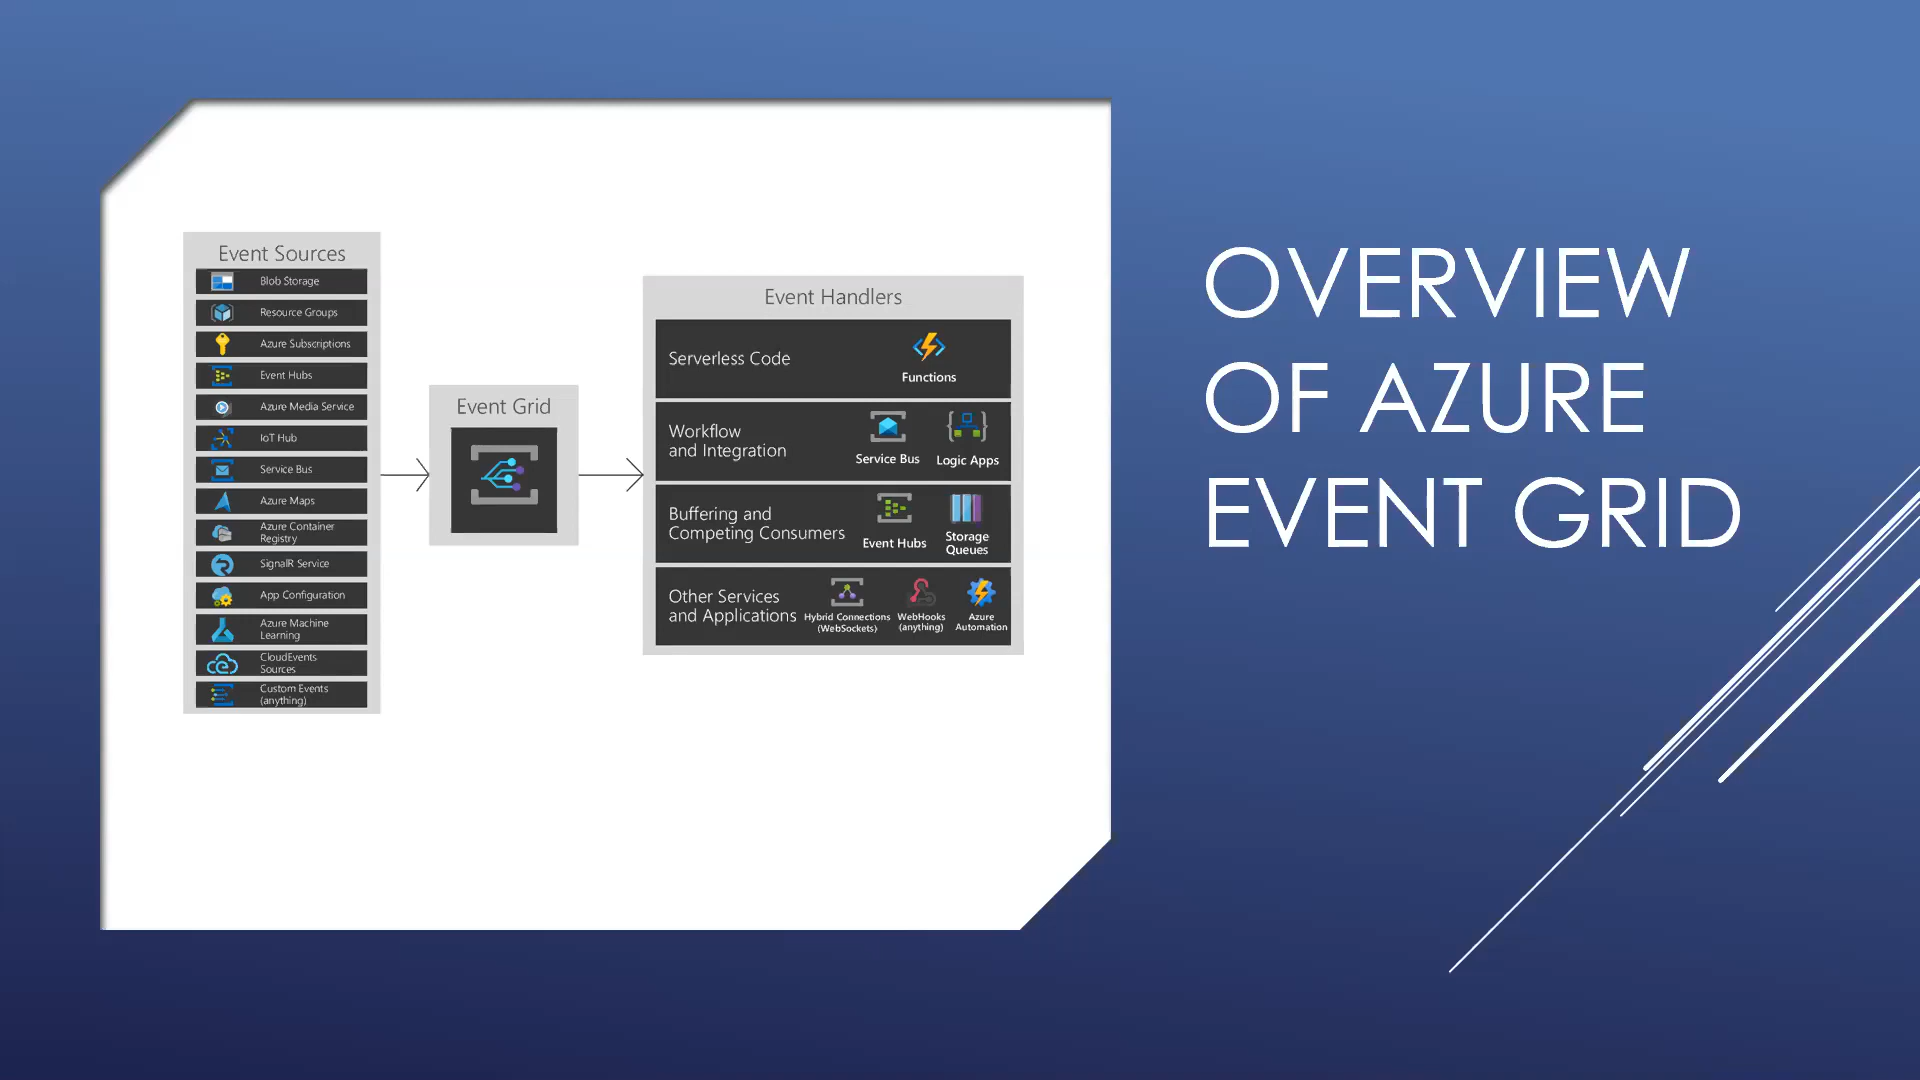 Event Sources
Blob Storage
Resource Groups
Azure Subscriptions
Event Hubs
Azure Media Service
IoT Hub
Service Bus
Azure Maps
Azure Container
Registry
SignalR Service
App Configuration
Azure Machine
Learning
CloudEvents
Sources
Custom Events
(anything)
Event Grid
Event Handlers
Serverless Code
Functions
Workflow
and Integration
Service Bus
Logic Apps
Buffering and
Competing Consumers
Event Hubs
Storage
Queues
Other Services
and Applications
Hybrid Connections
(WebSockets)
WebHooks
(anything)
Azure
Automation
OVERVIEW
OF AZURE
EVENT GRID